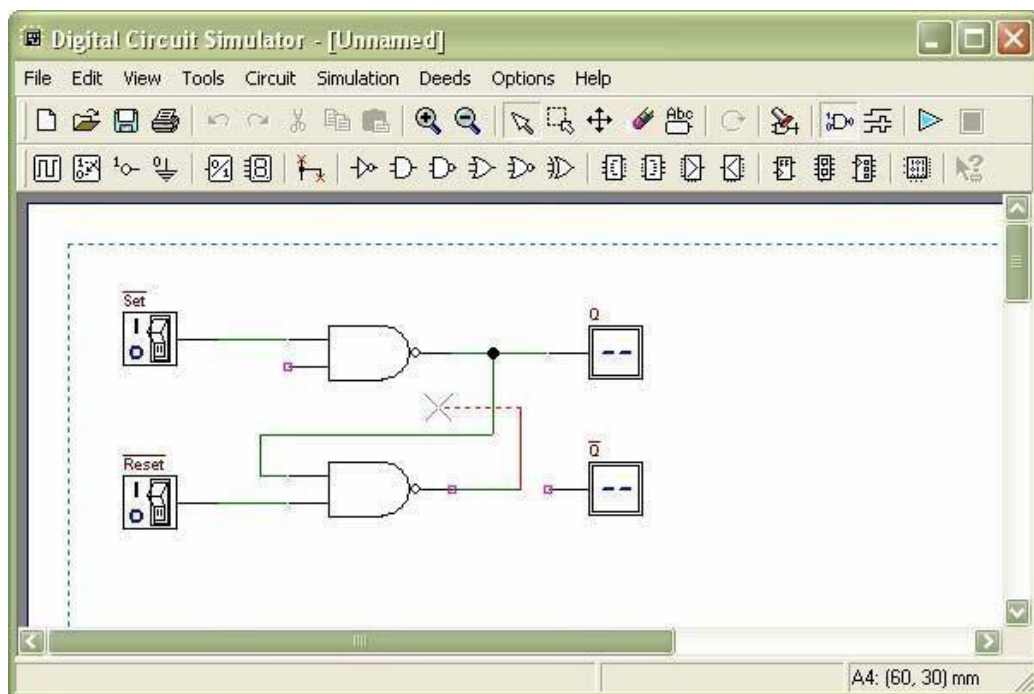 Digital Circuit Simulator - [Unnamed]
File Edit View Tools Circuit Simulation Deeds Options Help
Abc
Set
Q
Reset
Q
A4: (60, 30) mm